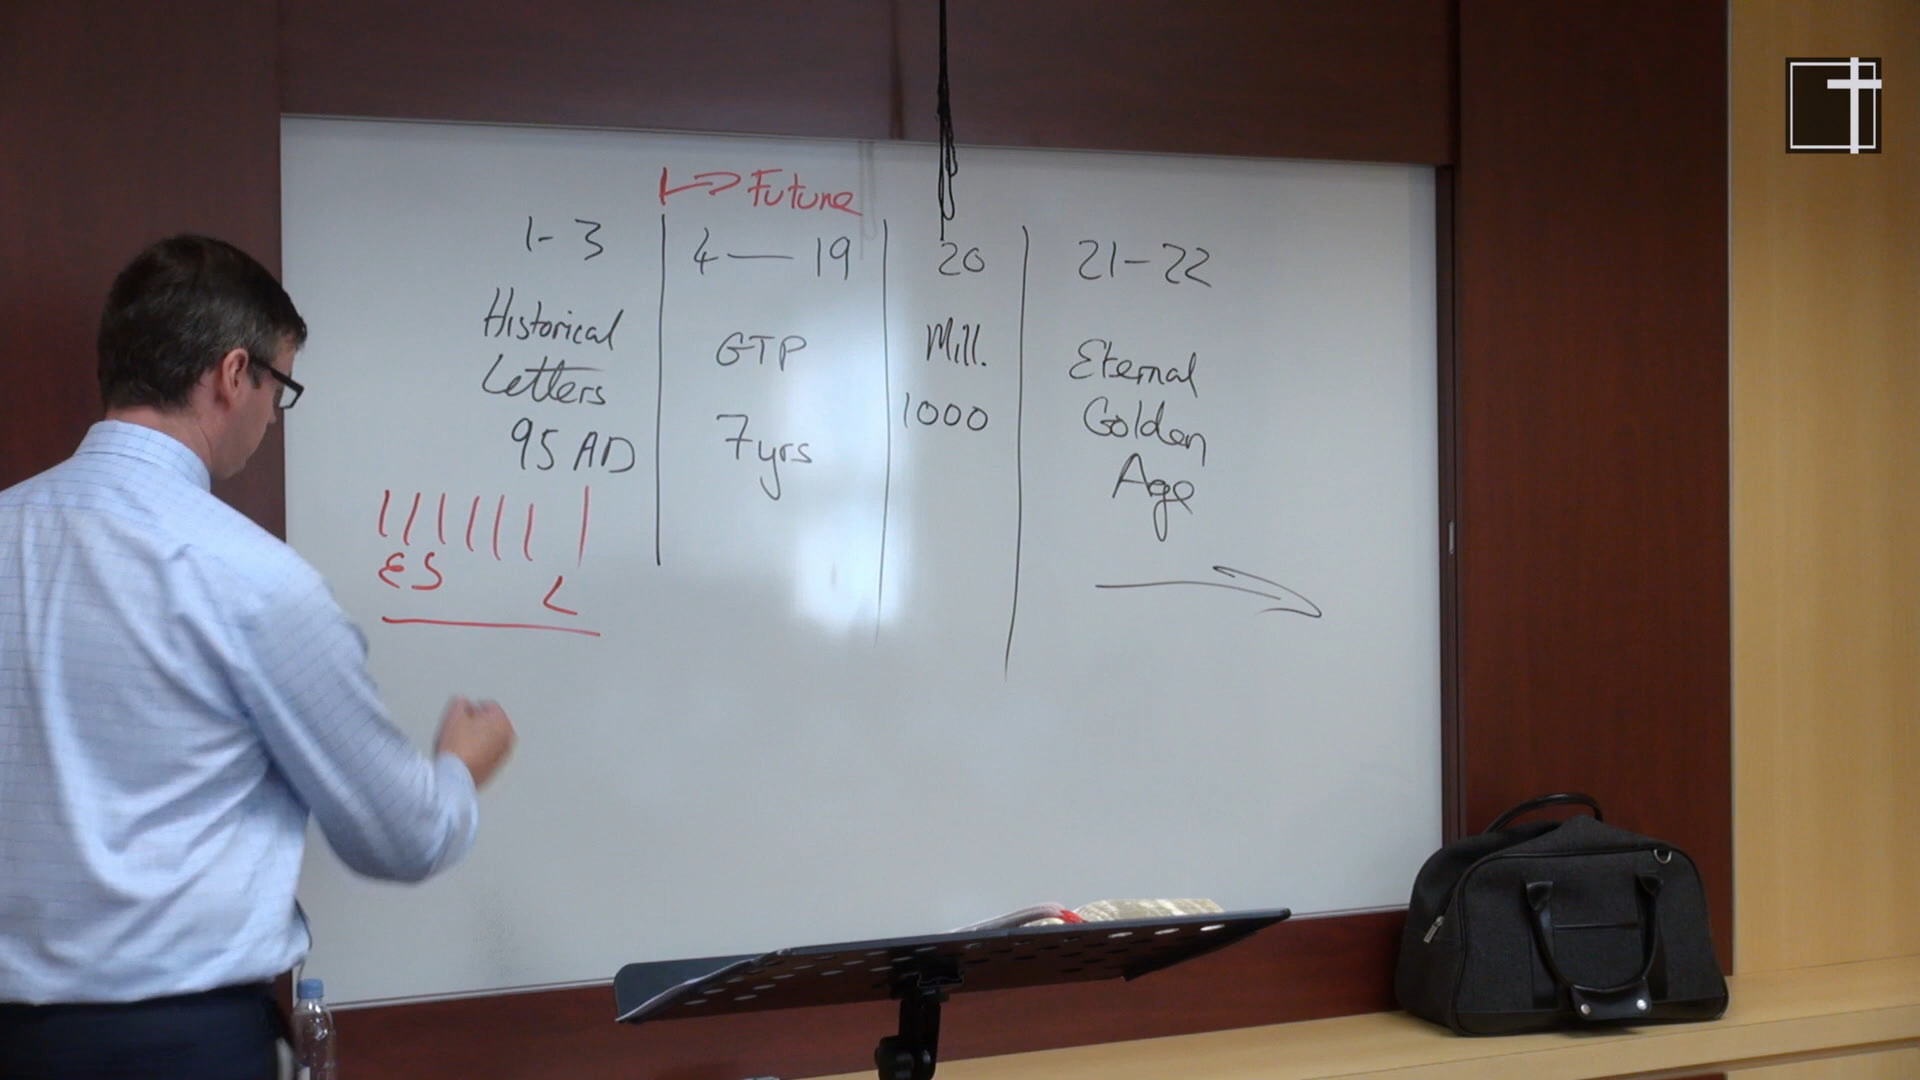 Future
1-3
4 — 19
20
21-22
Historical
Letters
95 AD
GTP
7yrs
Mill.
1000
Eternal
Golden
Age
E S L